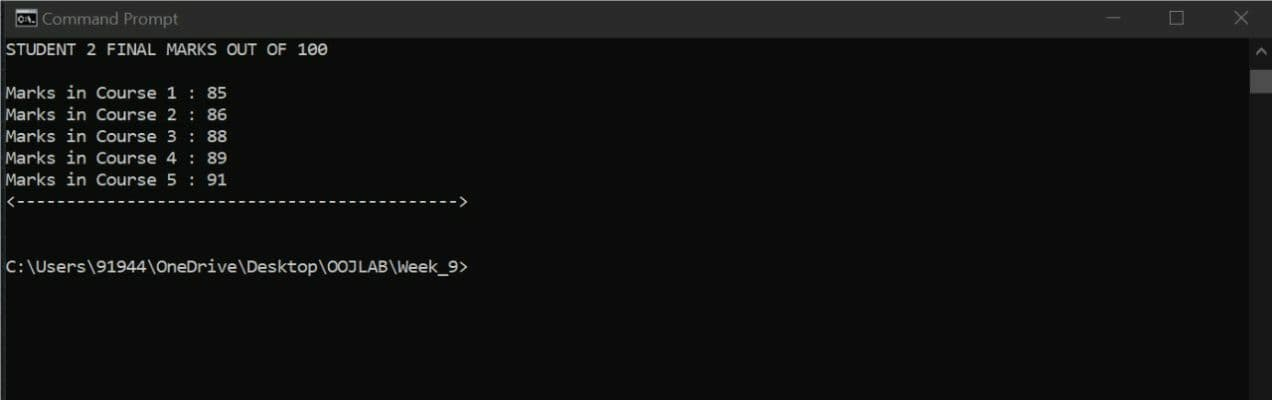 Command Prompt
STUDENT 2 FINAL MARKS OUT OF 100
Marks in Course 1 : 85
Marks in Course 2 : 86
Marks in Course 3 : 88
Marks in Course 4 : 89
Marks in Course 5 : 91
<-------------------------------------------->
C:\Users\91944\OneDrive\Desktop\OOJLAB\Week_9>